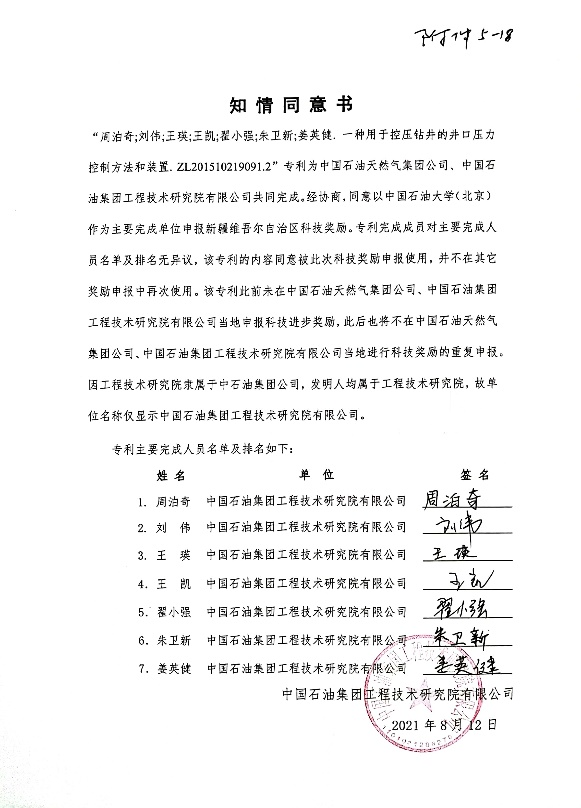 附件5-18
知情同意书
“周泊奇;刘伟;王瑛;王凯;翟小强;朱卫新;姜英健. 一种用于控压钻井的井口压力
控制方法和装置. ZL201510219091.2”专利为中国石油天然气集团公司、中国石
油集团工程技术研究院有限公司共同完成。经协商,同意以中国石油大学(北京)
作为主要完成单位申报新疆维吾尔自治区科技奖励。专利完成成员对主要完成人
员名单及排名无异议，该专利的内容同意被此次科技奖励申报使用，并不在其它
奖励申报中再次使用。该专利此前未在中国石油天然气集团公司、中国石油集团
工程技术研究院有限公司当地申报科技进步奖励，此后也将不在中国石油天然气
集团公司、中国石油集团工程技术研究院有限公司当地进行科技奖励的重复申报。
因工程技术研究院隶属于中石油集团公司，发明人均属于工程技术研究院，故单
位名称仅显示中国石油集团工程技术研究院有限公司。
专利主要完成人员名单及排名如下：
姓名 单位 签名
1. 周泊奇 中国石油集团工程技术研究院有限公司 周泊奇
2. 刘 伟 中国石油集团工程技术研究院有限公司 刘伟
3. 王 瑛 中国石油集团工程技术研究院有限公司 王瑛
4. 王 凯 中国石油集团工程技术研究院有限公司 王凯
5. 翟小强 中国石油集团工程技术研究院有限公司 翟小强
6. 朱卫新 中国石油集团工程技术研究院有限公司 朱卫新
7. 姜英健 中国石油集团工程技术研究院有限公司 姜英健
中国石油集团工程技术研究院有限公司
2021年8月12日